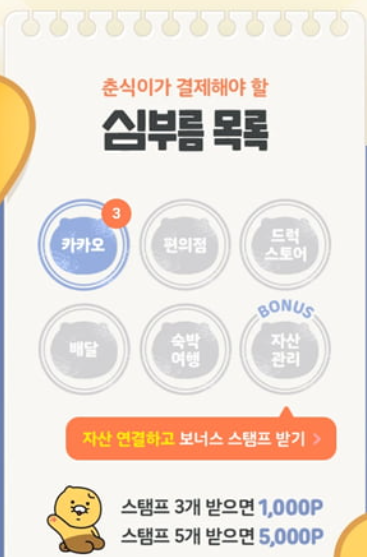 춘식이가 결제해야 할
심부름 목록
3
카카오
편의점
드럭
스토어
배달
숙박
여행
BONUS
자산
관리
자산 연결하고 보너스 스탬프 받기 >
스탬프 3개 받으면 1,000P
스탬프 5개 받으면 5,000P